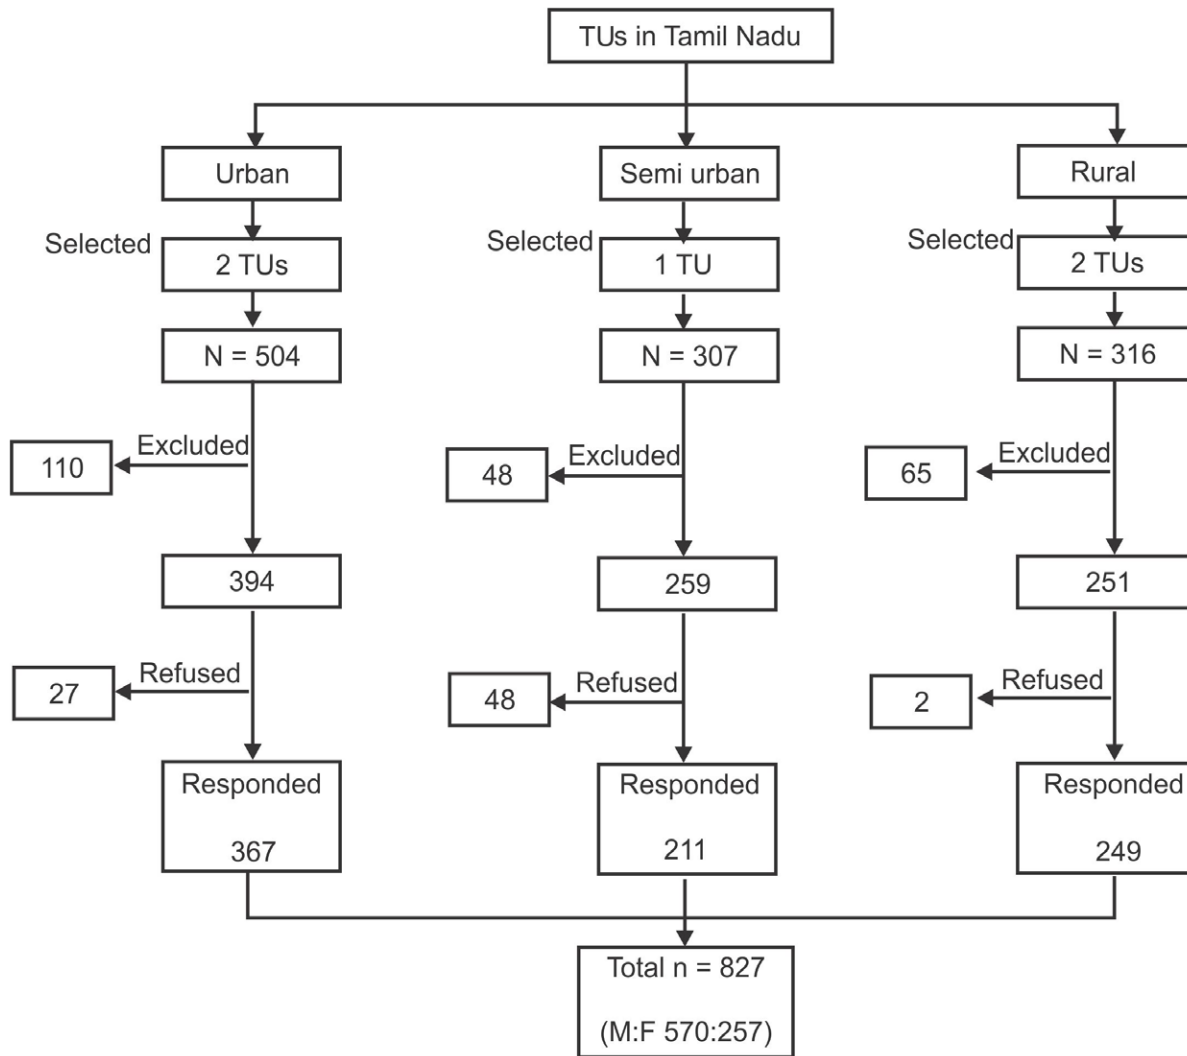 TUs in Tamil Nadu
Urban
Semi urban
Rural
Selected
2 TUs
Selected
1 TU
Selected
2 TUs
N = 504
N = 307
N = 316
Excluded
110
Excluded
48
Excluded
65
394
259
251
Refused
27
Refused
48
Refused
2
Responded
367
Responded
211
Responded
249
Total n = 827
(M:F 570:257)